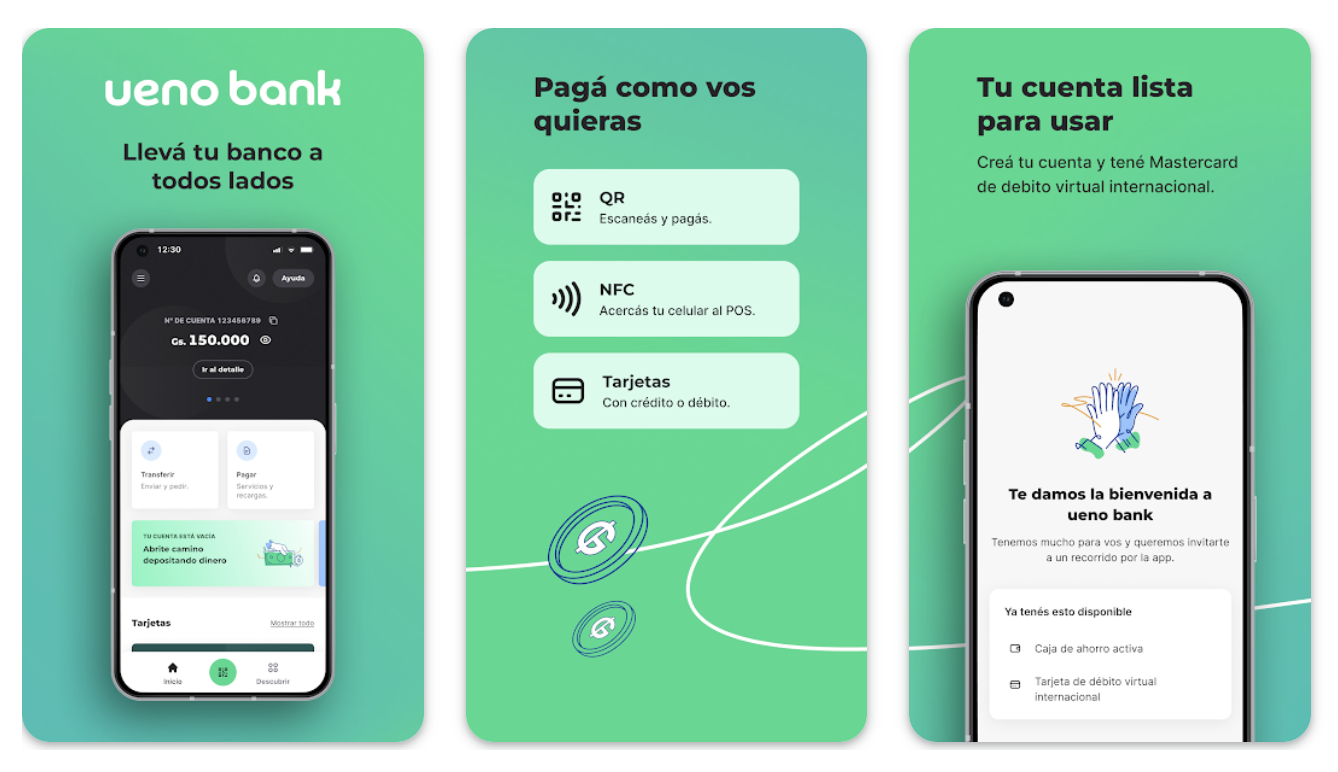 ueno bank
Llevá tu banco a
todos lados
12:30
Ayuda
N° DE CUENTA 123456789
Gs. 150.000
Ir al detalle
Transferir
Enviar y pedir.
Pagar
Servicios y
recargas.
TU CUENTA ESTÁ VACÍA
Abrite camino
depositando dinero
Tarjetas
Mostrar todo
Inicio
Descubrir
Pagá como vos
quieras
QR
Escaneás y pagás.
NFC
Acercás tu celular al POS.
Tarjetas
Con crédito o débito.
Tu cuenta lista
para usar
Creá tu cuenta y tené Mastercard
de debito virtual internacional.
Te damos la bienvenida a
ueno bank
Tenemos mucho para vos y queremos invitarte
a un recorrido por la app.
Ya tenés esto disponible
Caja de ahorro activa
Tarjeta de débito virtual
internacional